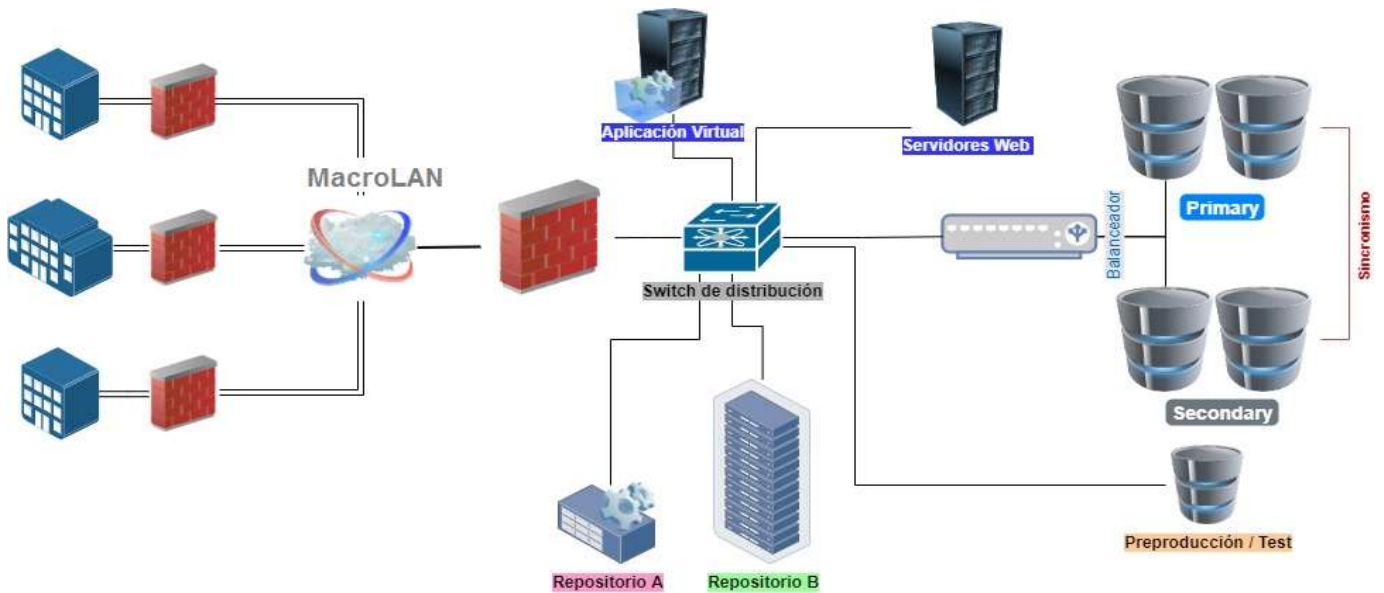 Aplicación Virtual
Servidores Web
MacroLAN
Primary
Balanceador
Sincronismo
Switch de distribución
Secondary
Preproducción / Test
Repositorio A
Repositorio B